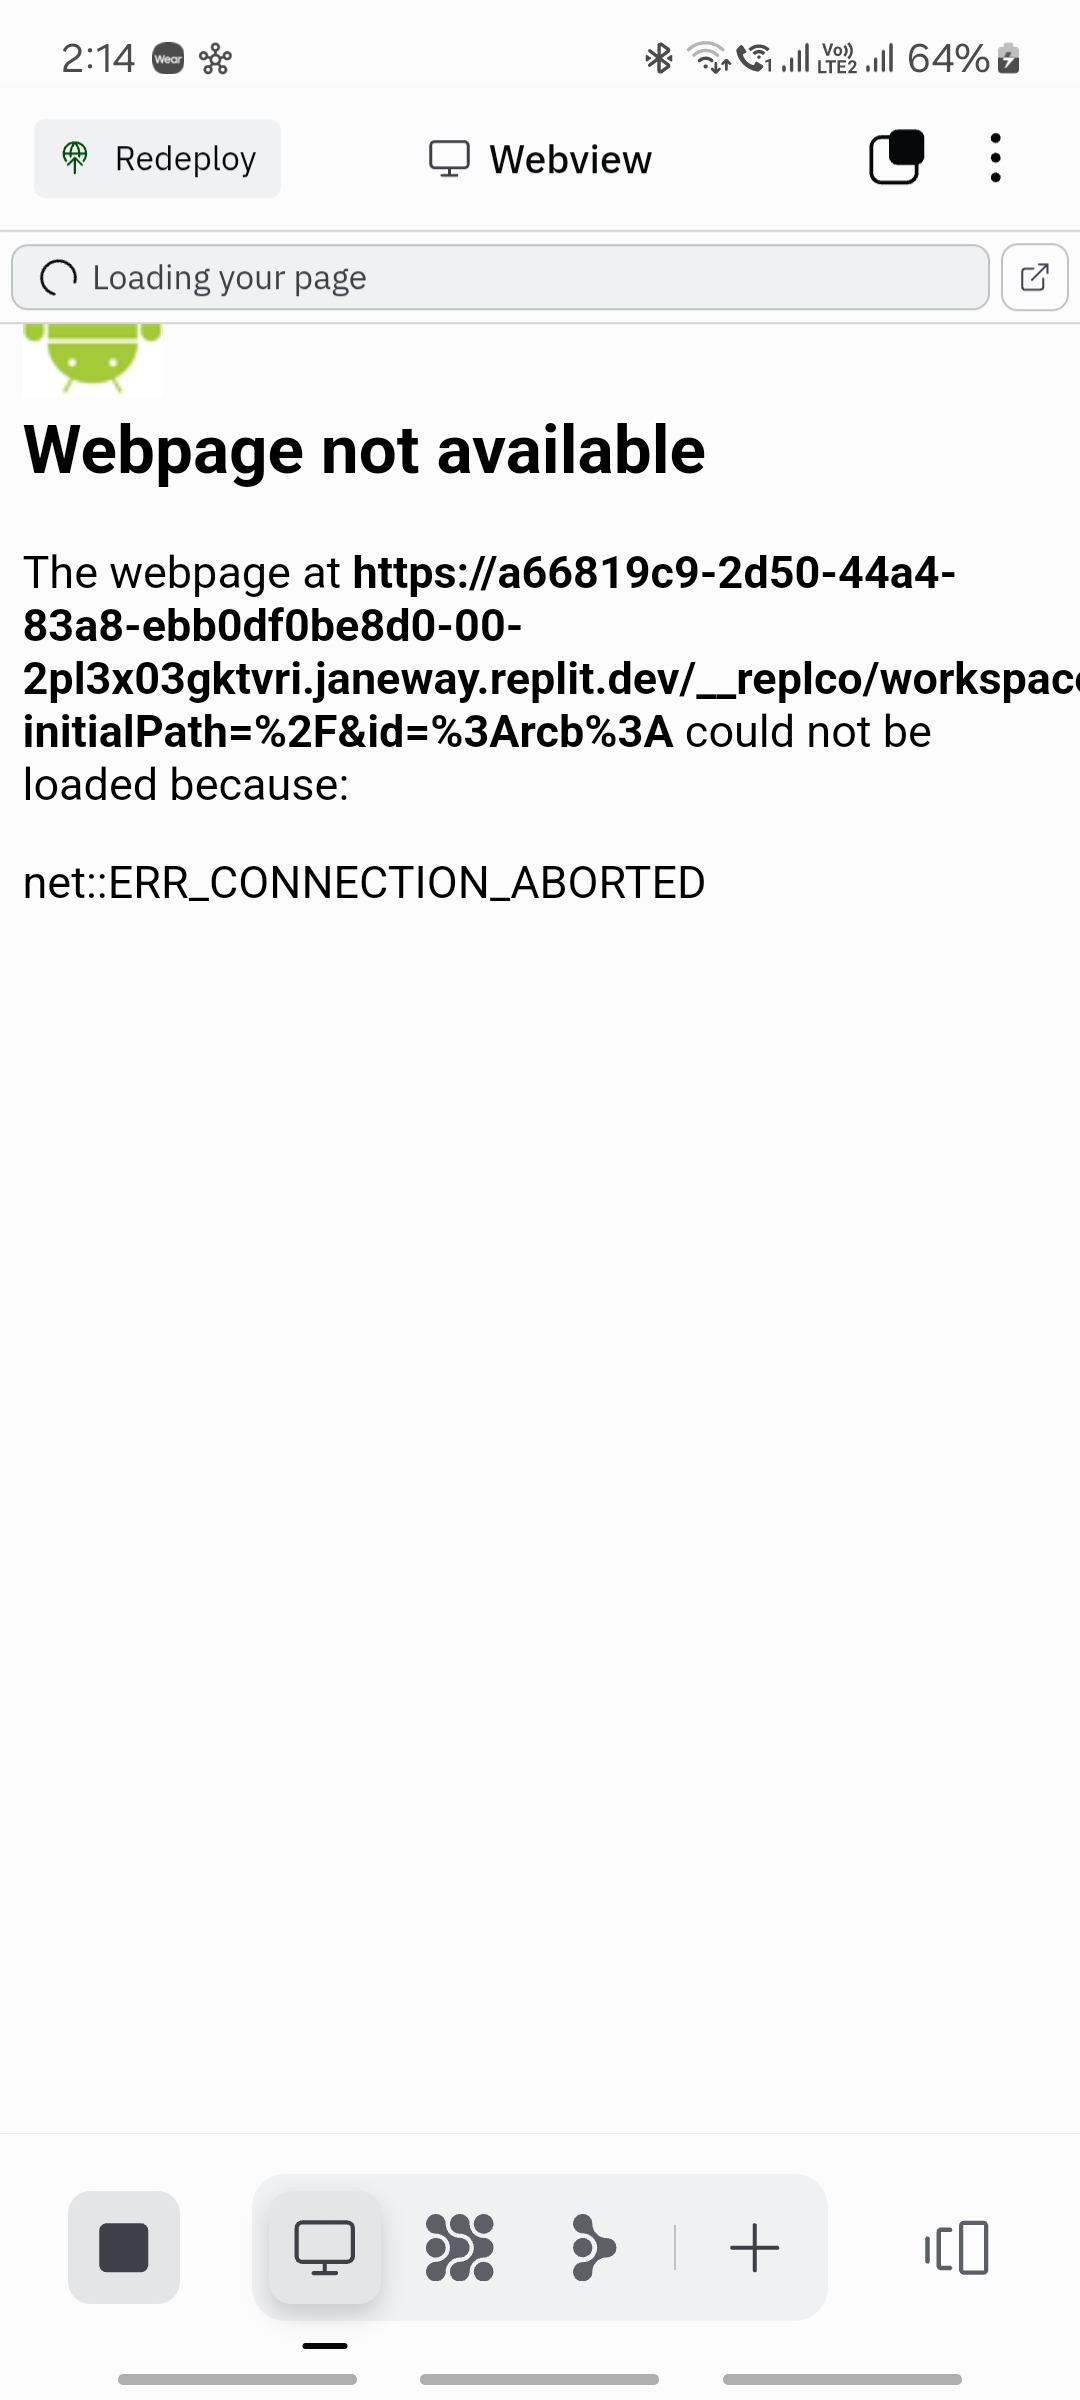 2:14 Wear 1 Vo)) LTE2 64%
Redeploy Webview
Loading your page
Webpage not available
The webpage at https://a66819c9-2d50-44a4-
83a8-ebb0df0be8d0-00-
2pl3x03gktvri.janeway.replit.dev/__replco/workspac
initialPath=%2F&id=%3Arcb%3A could not be
loaded because:
net::ERR_CONNECTION_ABORTED